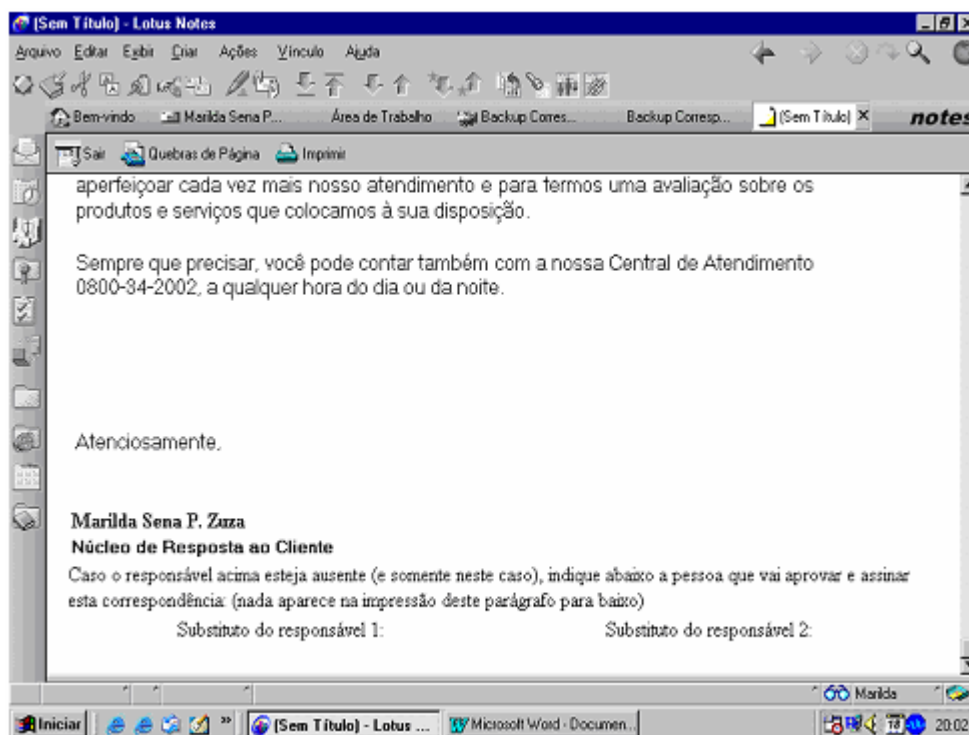 (Sem Título) - Lotus Notes
Arquivo Editar Exibir Criar Ações Vínculo Ajuda
Bem-vindo Marilda Sena P... Área de Trabalho Backup Corres... Backup Corresp... (Sem Título) notes
Sair Quebras de Página Imprimir
aperfeiçoar cada vez mais nosso atendimento e para termos uma avaliação sobre os
produtos e serviços que colocamos à sua disposição.
Sempre que precisar, você pode contar também com a nossa Central de Atendimento
0800-34-2002, a qualquer hora do dia ou da noite.
Atenciosamente,
Marilda Sena P. Zuza
Núcleo de Resposta ao Cliente
Caso o responsável acima esteja ausente (e somente neste caso), indique abaixo a pessoa que vai aprovar e assinar
esta correspondência: (nada aparece na impressão deste parágrafo para baixo)
Substituto do responsável 1: Substituto do responsável 2:
Marilda
Iniciar » (Sem Título) - Lotus ... Microsoft Word - Documen... 18 20:02